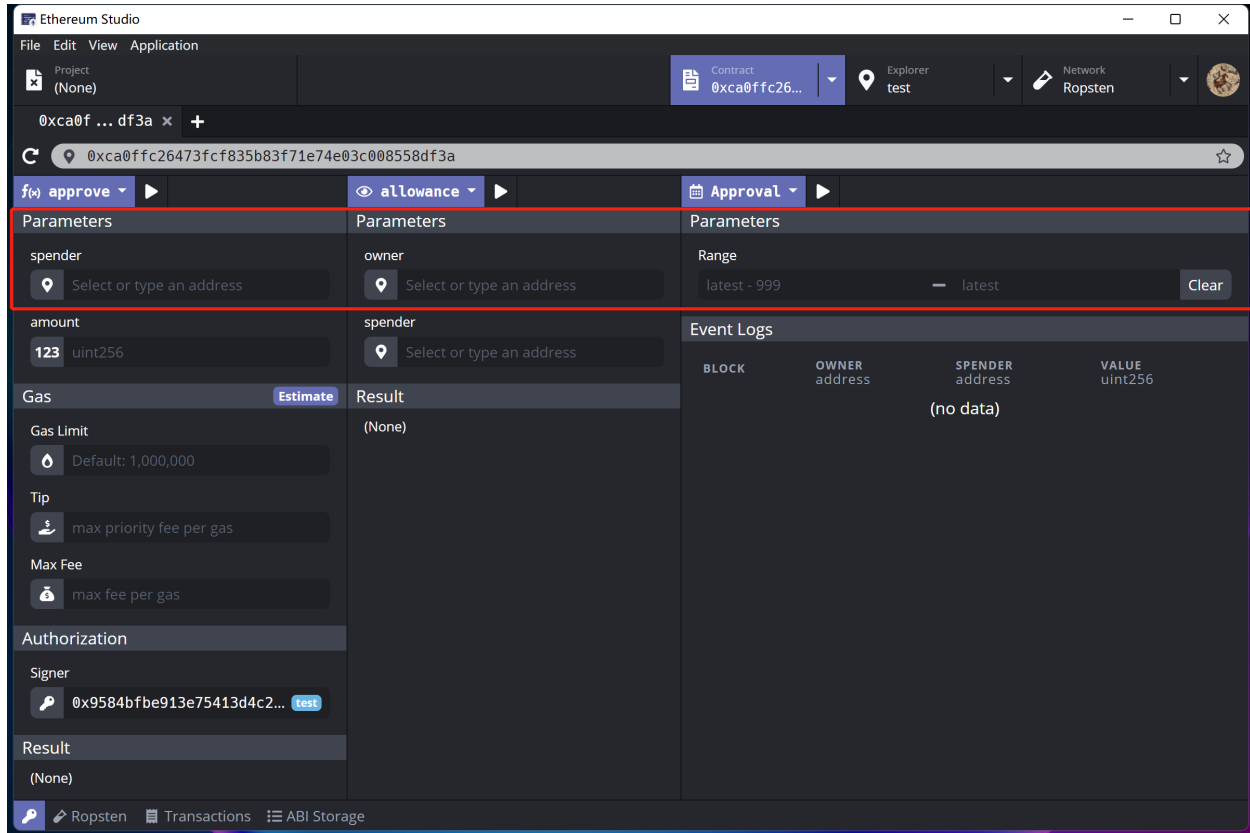 Ethereum Studio
File Edit View Application
Project
(None)
Contract
0xca0ffc26...
Explorer
test
Network
Ropsten
0xca0f ... df3a
0xca0ffc26473fcf835b83f71e74e03c008558df3a
f(x) approve
allowance
Approval
Parameters
spender
Select or type an address
amount
123 uint256
Gas Estimate
Gas Limit
Default: 1,000,000
Tip
max priority fee per gas
Max Fee
max fee per gas
Authorization
Signer
0x9584bfbe913e75413d4c2... test
Result
(None)
Parameters
owner
Select or type an address
spender
Select or type an address
Result
(None)
Parameters
Range
latest - 999 — latest Clear
Event Logs
BLOCK OWNER SPENDER VALUE
address address uint256
(no data)
Ropsten Transactions ABI Storage